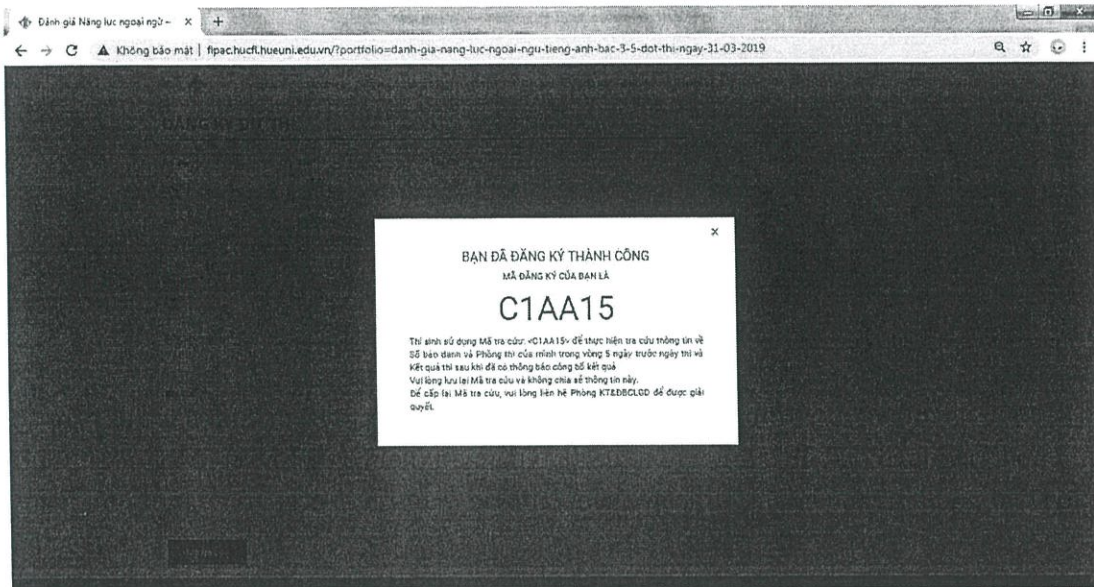 Đánh giá Năng lực ngoại ngữ –
Không bảo mật | flpac.hucfl.hueuni.edu.vn/?portfolio=danh-gia-nang-luc-ngoai-ngu-tieng-anh-bac-3-5-dot-thi-ngay-31-03-2019
ĐĂNG KÝ DỰ THI
BẠN ĐÃ ĐĂNG KÝ THÀNH CÔNG
MÃ ĐĂNG KÝ CỦA BẠN LÀ
C1AA15
Thí sinh sử dụng Mã tra cứu: <C1AA15> để thực hiện tra cứu thông tin về
Số báo danh và Phòng thi của mình trong vòng 5 ngày trước ngày thi và
Kết quả thi sau khi đã có thông báo công bố kết quả
Vui lòng lưu lại Mã tra cứu và không chia sẻ thông tin này.
Để cấp lại Mã tra cứu, vui lòng liên hệ Phòng KT&ĐBCLGD để được giải
quyết.